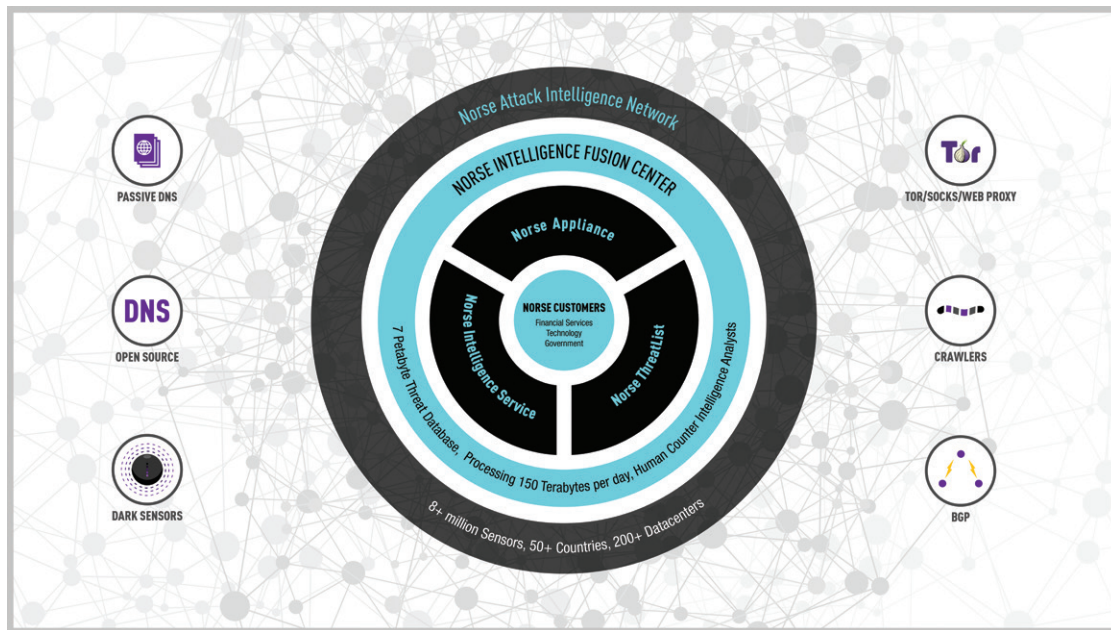 Norse Attack Intelligence Network
NORSE INTELLIGENCE FUSION CENTER
Norse Appliance
Norse Intelligence Service
Norse ThreatList
NORSE CUSTOMERS
Financial Services
Technology
Government
7 Petabyte Threat Database, Processing 150 Terabytes per day, Human Counter Intelligence Analysts
8+ million Sensors, 50+ Countries, 200+ Datacenters
PASSIVE DNS
DNS
OPEN SOURCE
DARK SENSORS
Tor
TOR/SOCKS/WEB PROXY
CRAWLERS
BGP